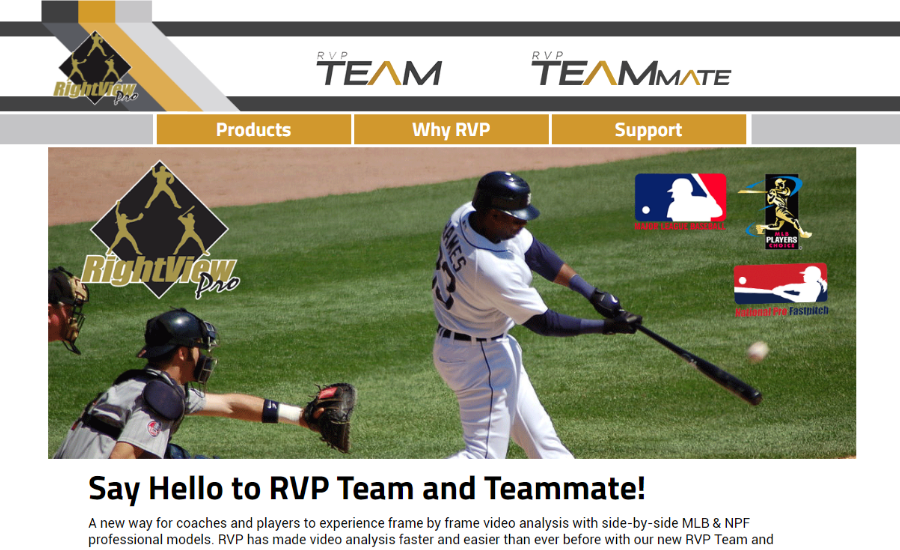 RightView
Pro
RVP
TEAM
RVP
TEAMMATE
Products
Why RVP
Support
RightView
Pro
MAJOR LEAGUE BASEBALL
MLB
PLAYERS
CHOICE
National Pro Fastpitch
Say Hello to RVP Team and Teammate!
A new way for coaches and players to experience frame by frame video analysis with side-by-side MLB & NPF
professional models. RVP has made video analysis faster and easier than ever before with our new RVP Team and